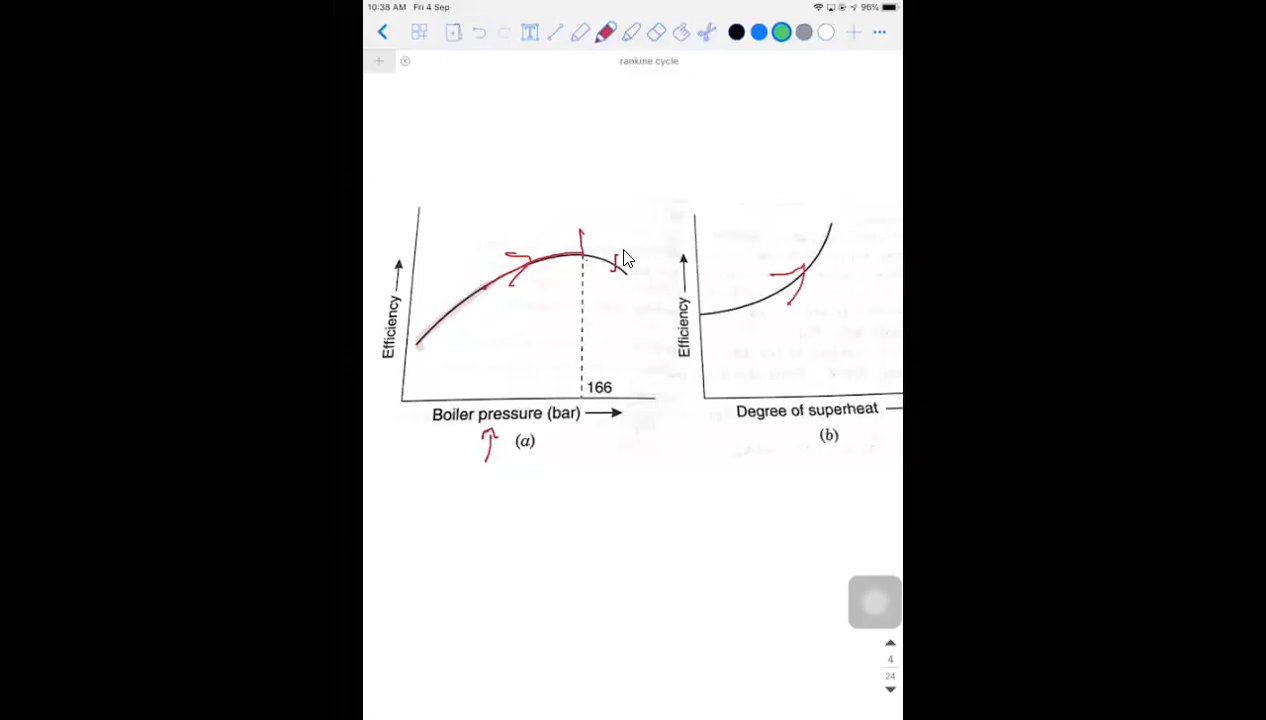 10:38 AM Fri 4 Sep
96%
T
rankine cycle
Efficiency
166
Boiler pressure (bar)
(a)
Efficiency
Degree of superheat
(b)
4
24